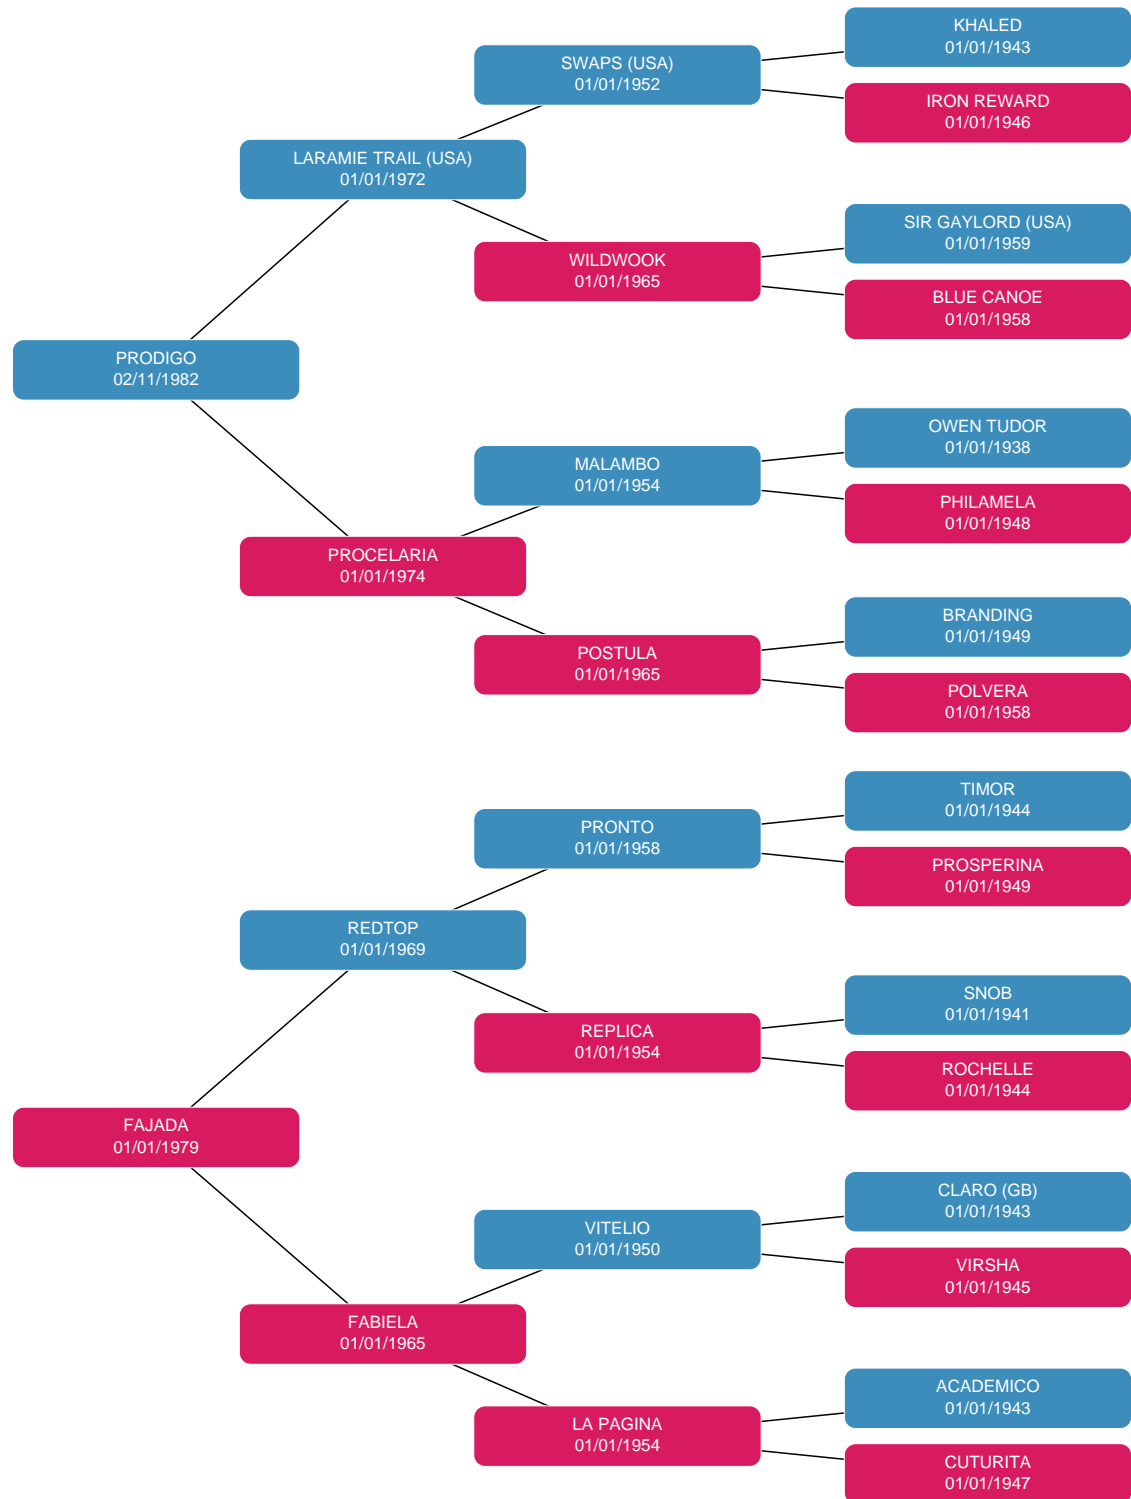 KHALED
01/01/1943
SWAPS (USA)
01/01/1952
IRON REWARD
01/01/1946
LARAMIE TRAIL (USA)
01/01/1972
SIR GAYLORD (USA)
01/01/1959
WILDWOOK
01/01/1965
BLUE CANOE
01/01/1958
PRODIGO
02/11/1982
OWEN TUDOR
01/01/1938
MALAMBO
01/01/1954
PHILAMELA
01/01/1948
PROCELARIA
01/01/1974
BRANDING
01/01/1949
POSTULA
01/01/1965
POLVERA
01/01/1958
TIMOR
01/01/1944
PRONTO
01/01/1958
PROSPERINA
01/01/1949
REDTOP
01/01/1969
SNOB
01/01/1941
REPLICA
01/01/1954
ROCHELLE
01/01/1944
FAJADA
01/01/1979
CLARO (GB)
01/01/1943
VITELIO
01/01/1950
VIRSHA
01/01/1945
FABIELA
01/01/1965
ACADEMICO
01/01/1943
LA PAGINA
01/01/1954
CUTURITA
01/01/1947